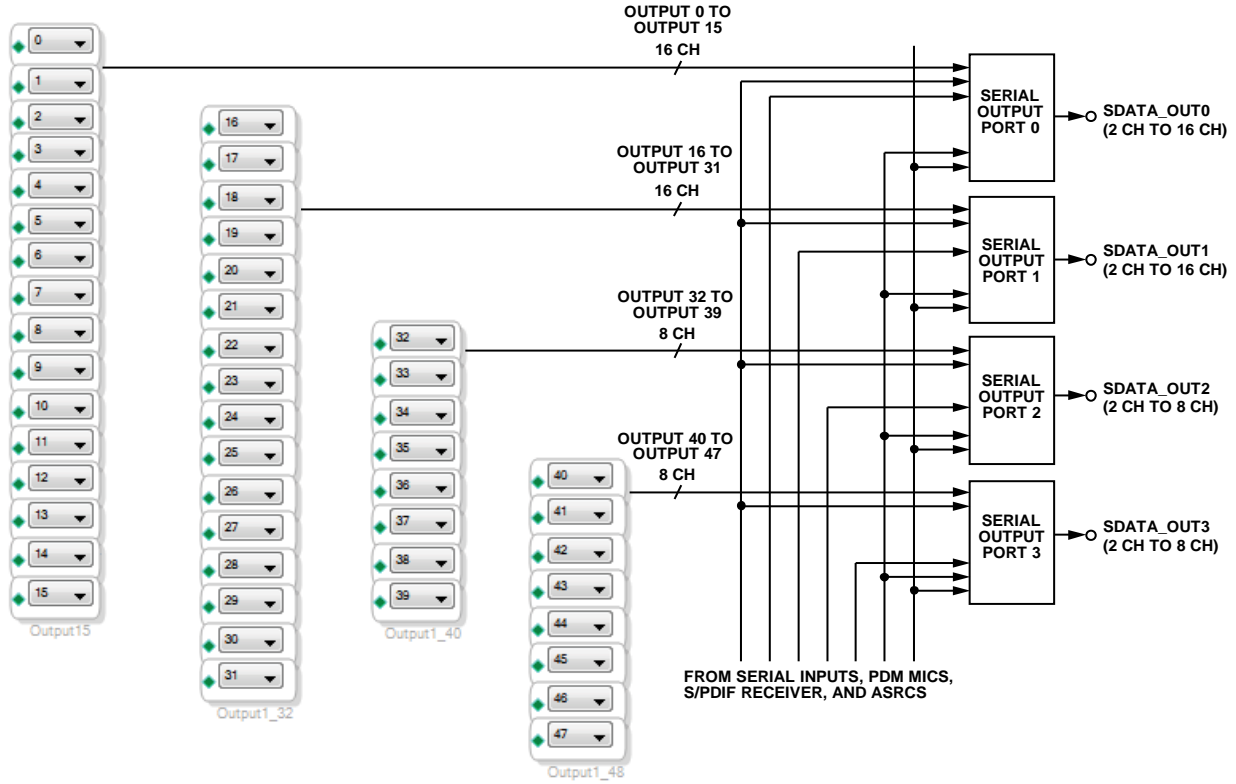 0
1
2
3
4
5
6
7
8
9
10
11
12
13
14
15
Output15
16
17
18
19
20
21
22
23
24
25
26
27
28
29
30
31
Output1_32
32
33
34
35
36
37
38
39
Output1_40
40
41
42
43
44
45
46
47
Output1_48
OUTPUT 0 TO
OUTPUT 15
16 CH
OUTPUT 16 TO
OUTPUT 31
16 CH
OUTPUT 32 TO
OUTPUT 39
8 CH
OUTPUT 40 TO
OUTPUT 47
8 CH
SERIAL
OUTPUT
PORT 0
SDATA_OUT0
(2 CH TO 16 CH)
SERIAL
OUTPUT
PORT 1
SDATA_OUT1
(2 CH TO 16 CH)
SERIAL
OUTPUT
PORT 2
SDATA_OUT2
(2 CH TO 8 CH)
SERIAL
OUTPUT
PORT 3
SDATA_OUT3
(2 CH TO 8 CH)
FROM SERIAL INPUTS, PDM MICS,
S/PDIF RECEIVER, AND ASRCS